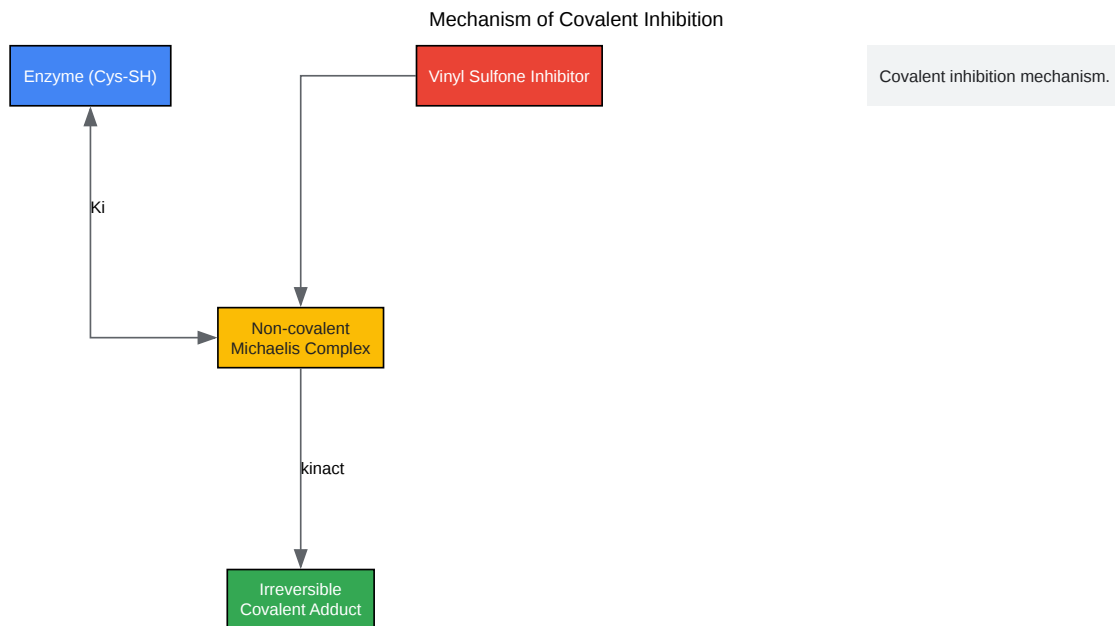 Mechanism of Covalent Inhibition
Enzyme (Cys-SH)
Vinyl Sulfone Inhibitor
Covalent inhibition mechanism.
Ki
Non-covalent
Michaelis Complex
kinact
Irreversible
Covalent Adduct